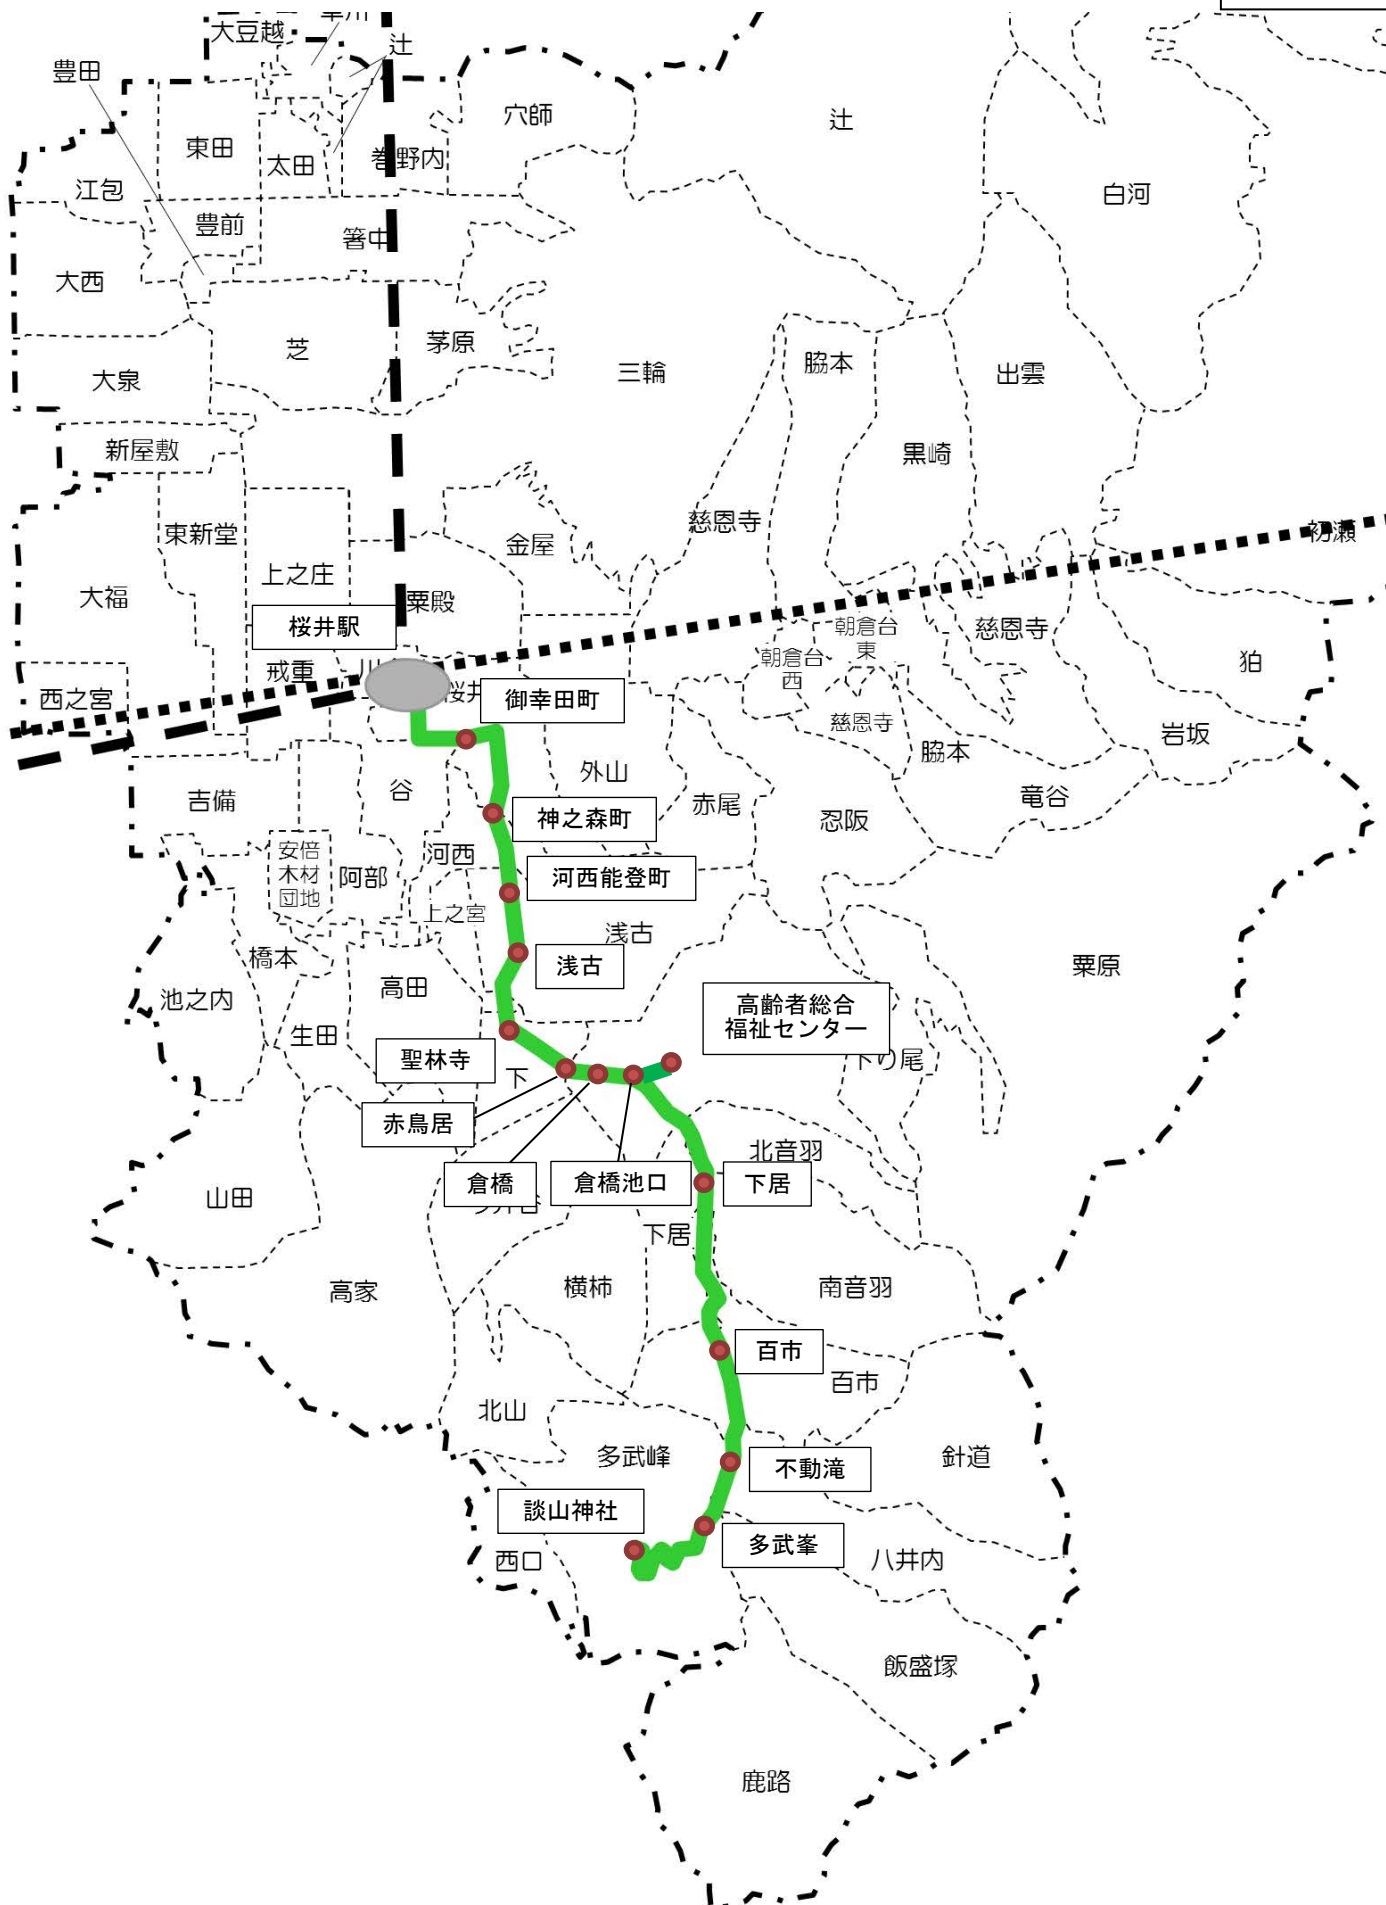 大豆越
辻
豊田
穴師
辻
東田
太田
巻野内
江包
白河
豊前
箸中
大西
芝
茅原
三輪
脇本
出雲
大泉
新屋敷
黒崎
東新堂
慈恩寺
金屋
初瀬
上之庄
大福
粟殿
桜井駅
朝倉台
東
慈恩寺
朝倉台
西
狛
戒重
西之宮
桜井
御幸田町
慈恩寺
岩坂
脇本
外山
谷
吉備
赤尾
竜谷
神之森町
忍阪
安倍
木材
団地
河西
阿部
河西能登町
上之宮
浅古
橋本
浅古
粟原
高田
池之内
高齢者総合
福祉センター
生田
聖林寺
下り尾
下
赤鳥居
北音羽
倉橋
倉橋池口
下居
山田
下居
横柿
南音羽
高家
百市
百市
北山
多武峰
針道
不動滝
談山神社
多武峯
西口
八井内
飯盛塚
鹿路